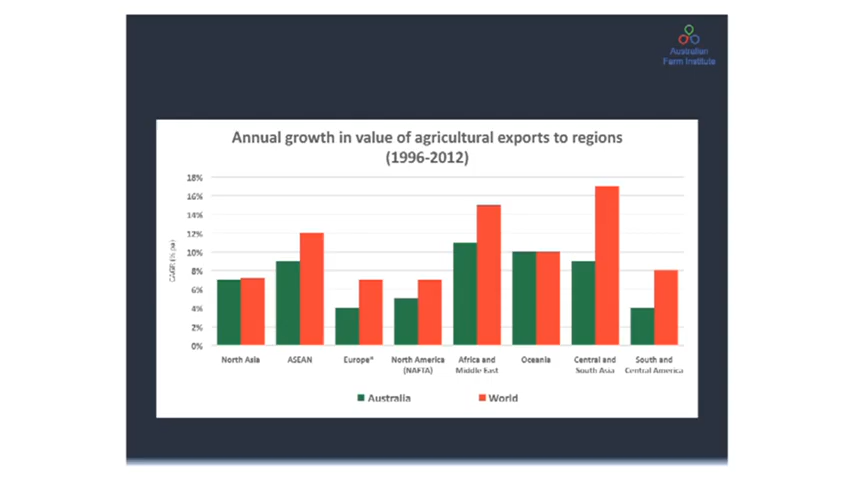 Australian
Farm Institute
Annual growth in value of agricultural exports to regions
(1996-2012)
18%
16%
14%
12%
10%
8%
6%
4%
2%
0%
CAGR (% pa)
North Asia
ASEAN
Europe*
North America
(NAFTA)
Africa and
Middle East
Oceania
Central and
South Asia
South and
Central America
Australia
World